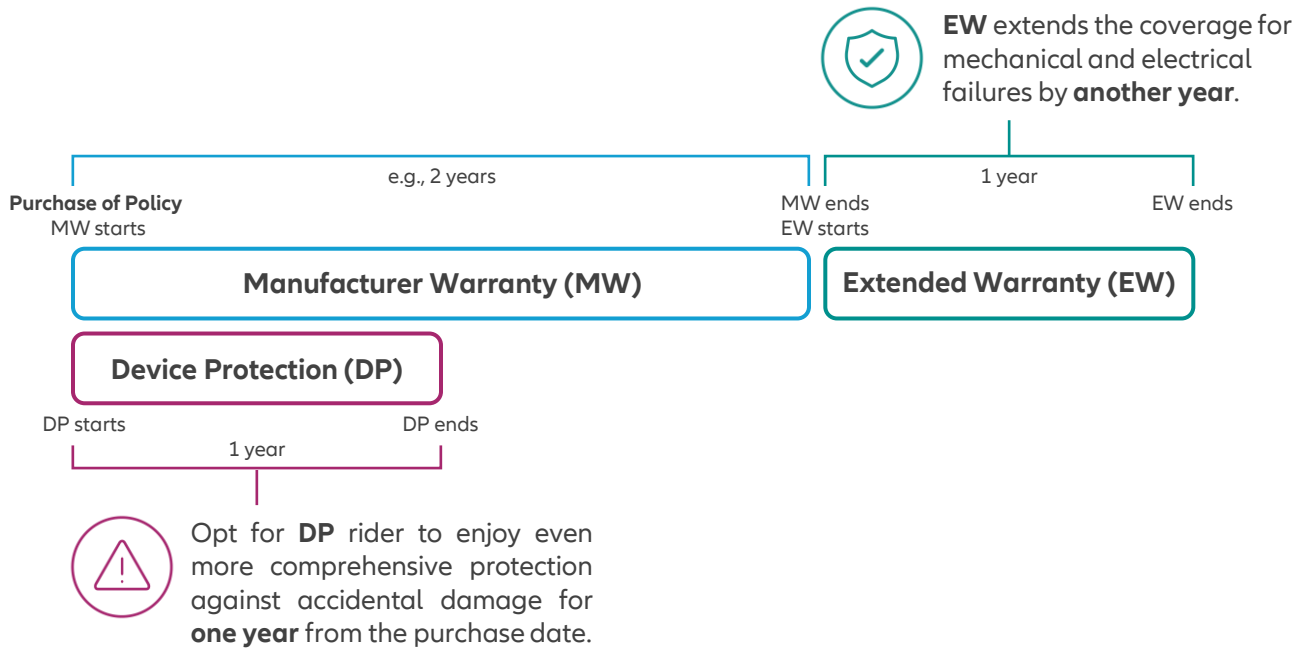 EW extends the coverage for
mechanical and electrical
failures by another year.
e.g., 2 years
1 year
Purchase of Policy
MW starts
MW ends
EW starts
EW ends
Manufacturer Warranty (MW)
Extended Warranty (EW)
Device Protection (DP)
DP starts
DP ends
1 year
Opt for DP rider to enjoy even
more comprehensive protection
against accidental damage for
one year from the purchase date.